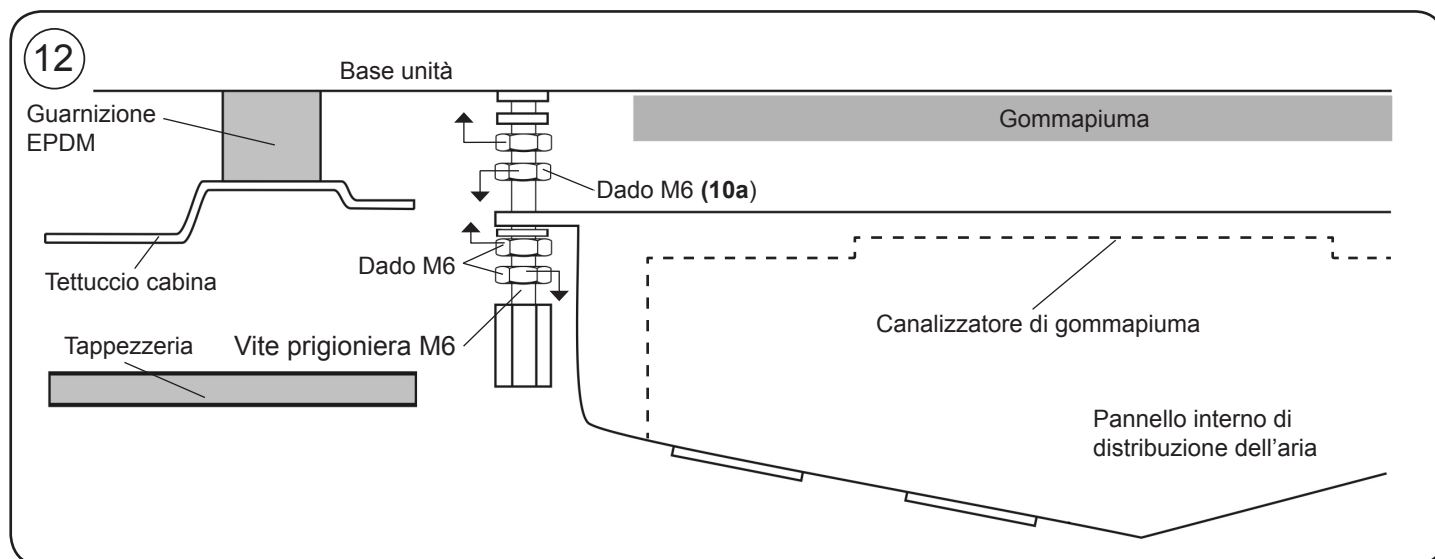 12
Base unità
Guarnizione
EPDM
Gommapiuma
Dado M6 (10a)
Dado M6
Tettuccio cabina
Canalizzatore di gommapiuma
Tappezzeria
Vite prigioniera M6
Pannello interno di
distribuzione dell’aria